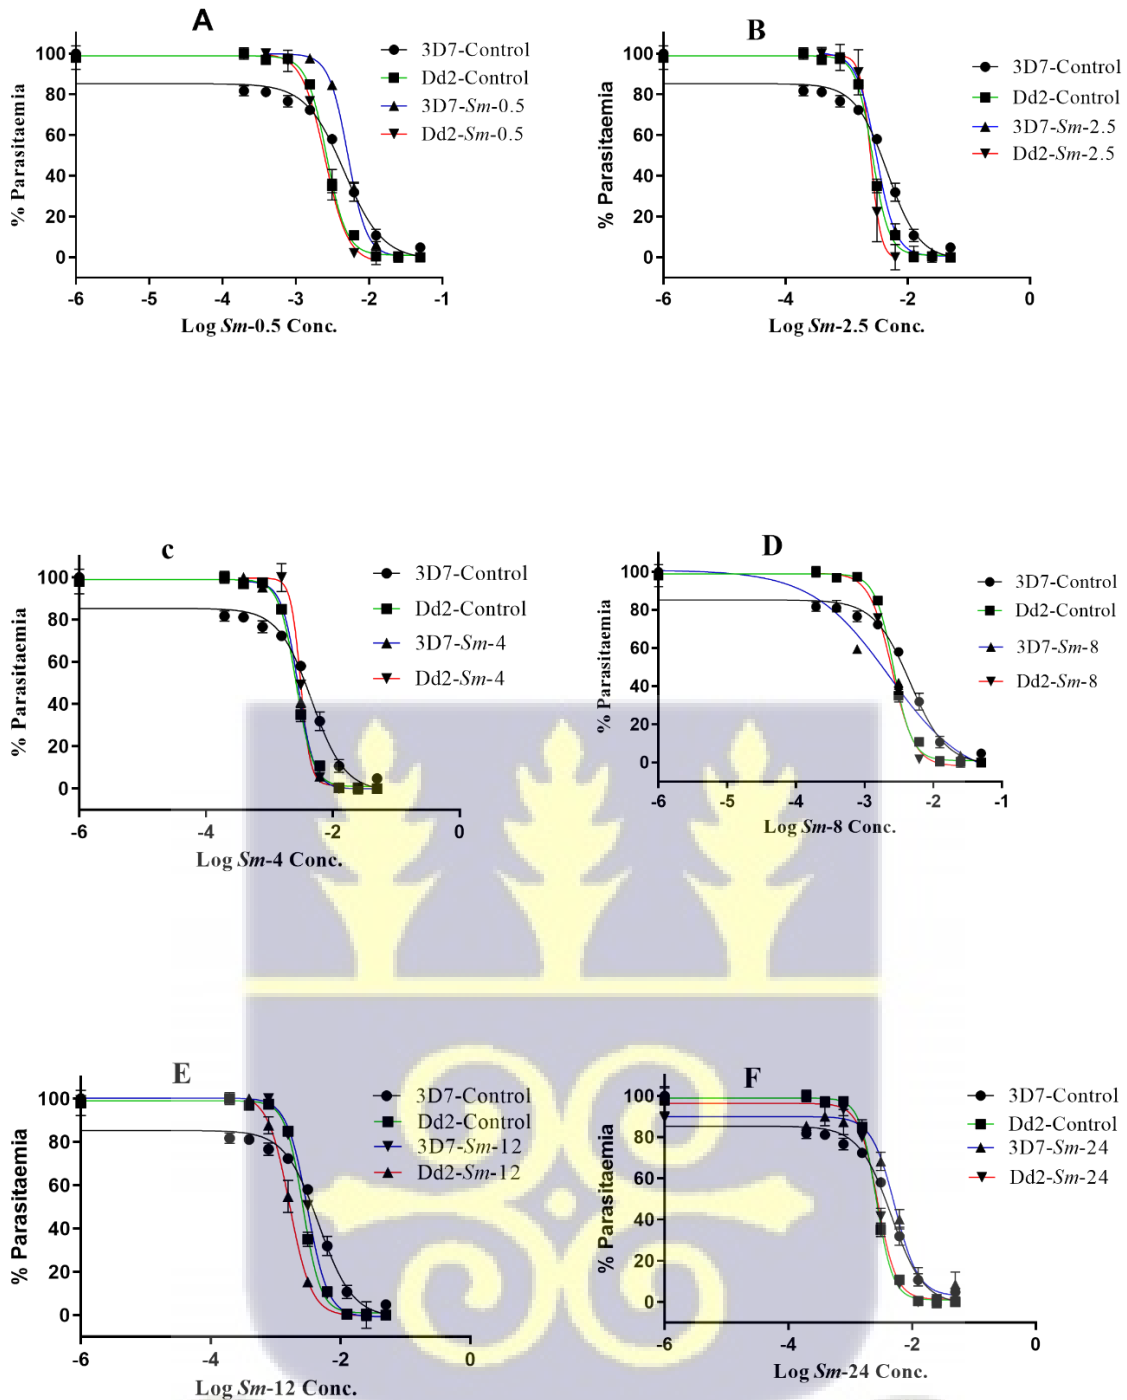 A
% Parasitaemia
100
80
60
40
20
0
-6 -5 -4 -3 -2 -1
Log Sm-0.5 Conc.
3D7-Control
Dd2-Control
3D7-Sm-0.5
Dd2-Sm-0.5
B
% Parasitaemia
100
80
60
40
20
0
-6 -4 -2 0
Log Sm-2.5 Conc.
3D7-Control
Dd2-Control
3D7-Sm-2.5
Dd2-Sm-2.5
c
% Parasitaemia
100
80
60
40
20
0
-6 -4 -2 0
Log Sm-4 Conc.
3D7-Control
Dd2-Control
3D7-Sm-4
Dd2-Sm-4
D
% Parasitaemia
100
80
60
40
20
0
-6 -5 -4 -3 -2 -1
Log Sm-8 Conc.
3D7-Control
Dd2-Control
3D7-Sm-8
Dd2-Sm-8
E
% Parasitaemia
100
80
60
40
20
0
-6 -4 -2 0
Log Sm-12 Conc.
3D7-Control
Dd2-Control
3D7-Sm-12
Dd2-Sm-12
F
% Parasitaemia
100
80
60
40
20
0
-6 -4 -2 0
Log Sm-24 Conc.
3D7-Control
Dd2-Control
3D7-Sm-24
Dd2-Sm-24